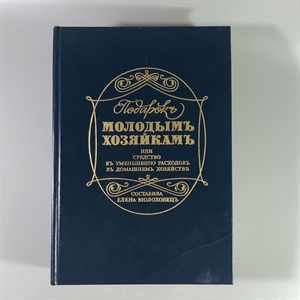 Подарокъ
МОЛОДЫМЪ
ХОЗЯЙКАМЪ
ИЛИ
СРЕДСТВО
КЪ УМЕНЬШЕНІЮ РАСХОДОВЪ
ВЪ ДОМАШНЕМЪ ХОЗЯЙСТВѢ
СОСТАВИЛА
ЕЛЕНА МОЛОХОВЕЦЪ